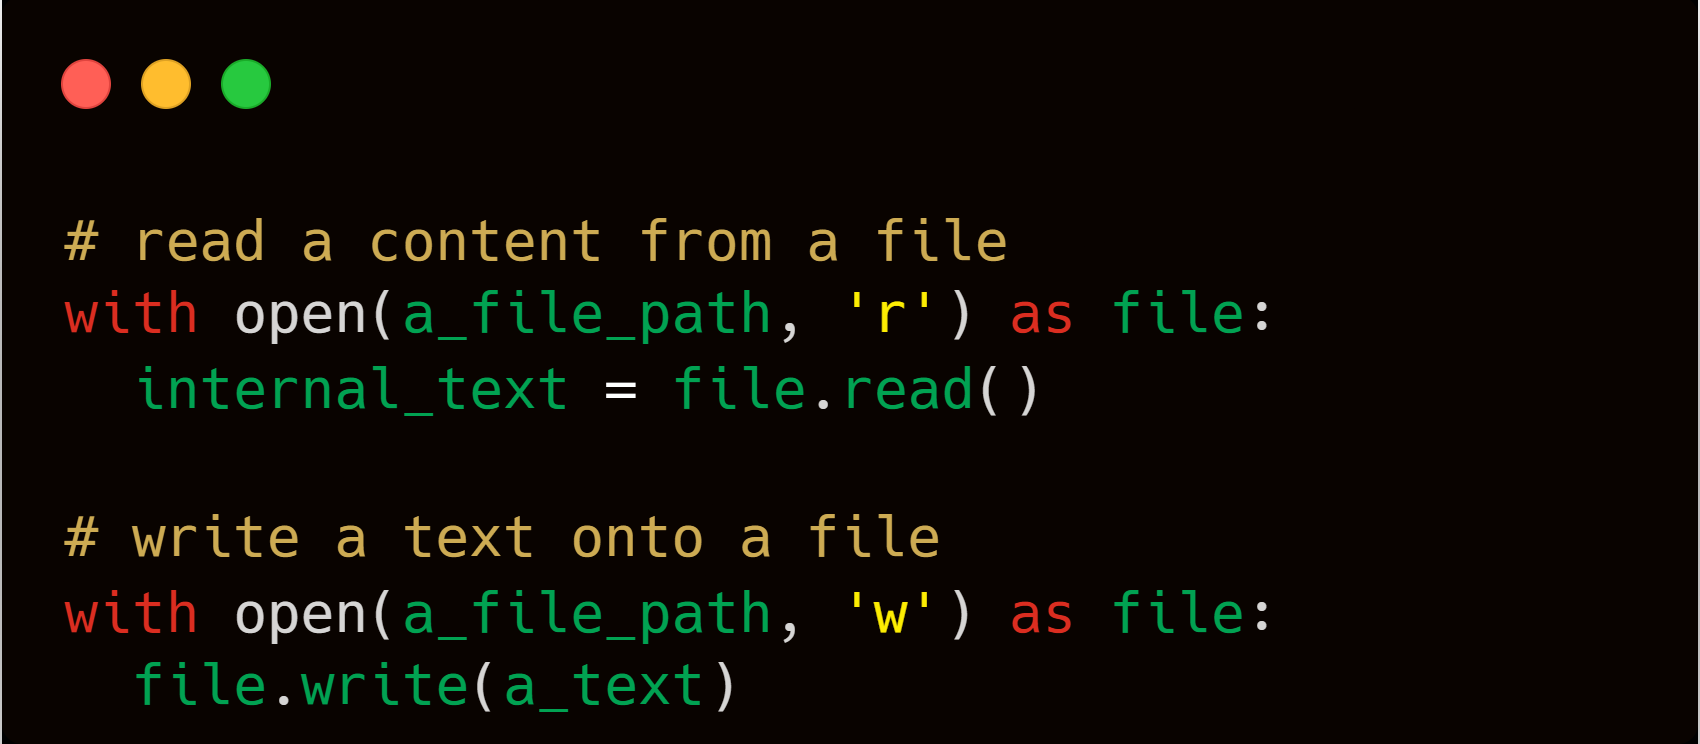 # read a content from a file
with open(a_file_path, 'r') as file:
  internal_text = file.read()

# write a text onto a file
with open(a_file_path, 'w') as file:
  file.write(a_text)